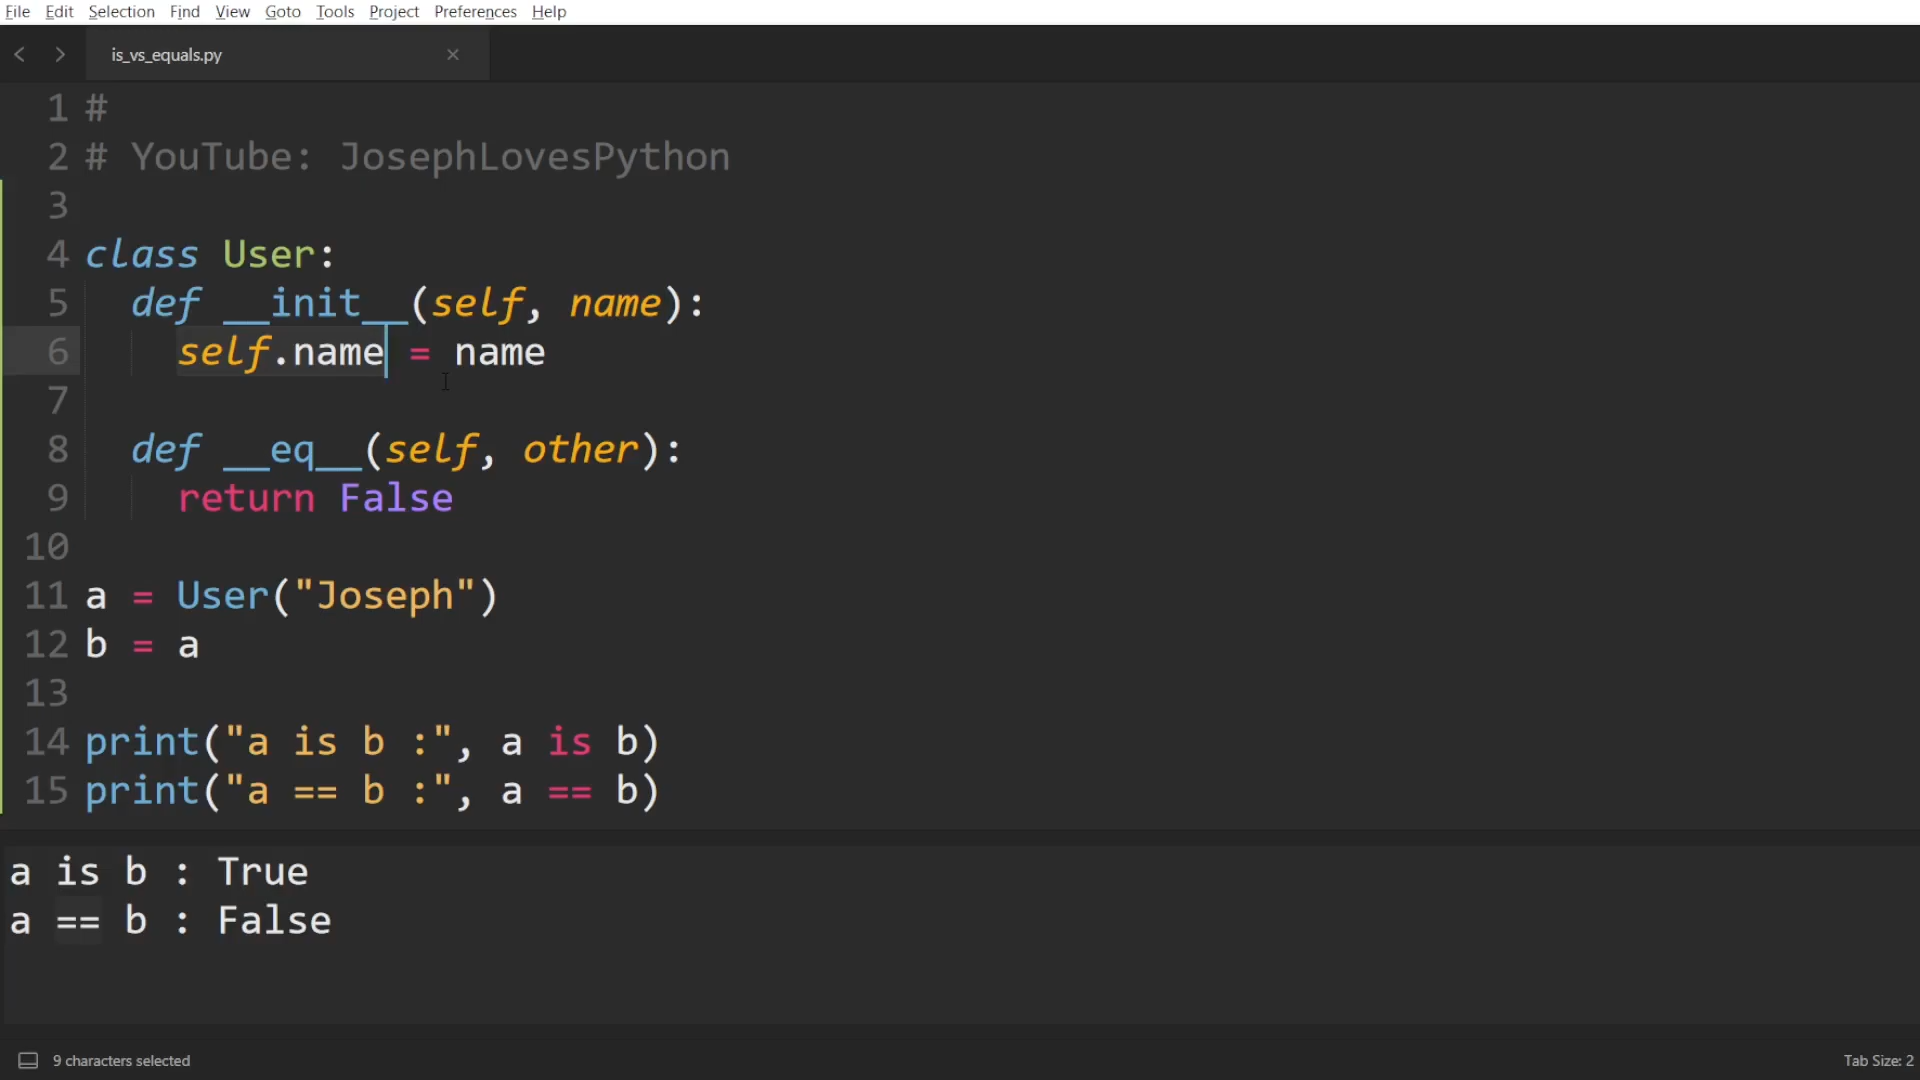 File Edit Selection Find View Goto Tools Project Preferences Help
is_vs_equals.py
1 #
2 # YouTube: JosephLovesPython
3
4 class User:
5   def __init__(self, name):
6     self.name = name
7
8   def __eq__(self, other):
9     return False
10
11 a = User("Joseph")
12 b = a
13
14 print("a is b :", a is b)
15 print("a == b :", a == b)
a is b : True
a == b : False
9 characters selected
Tab Size: 2